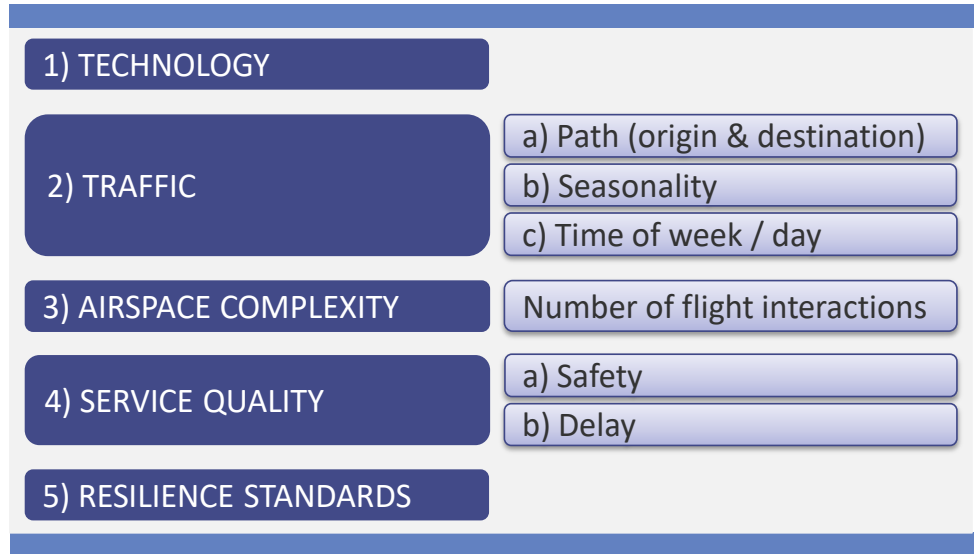 1) TECHNOLOGY
2) TRAFFIC
a) Path (origin & destination)
b) Seasonality
c) Time of week / day
3) AIRSPACE COMPLEXITY
Number of flight interactions
4) SERVICE QUALITY
a) Safety
b) Delay
5) RESILIENCE STANDARDS